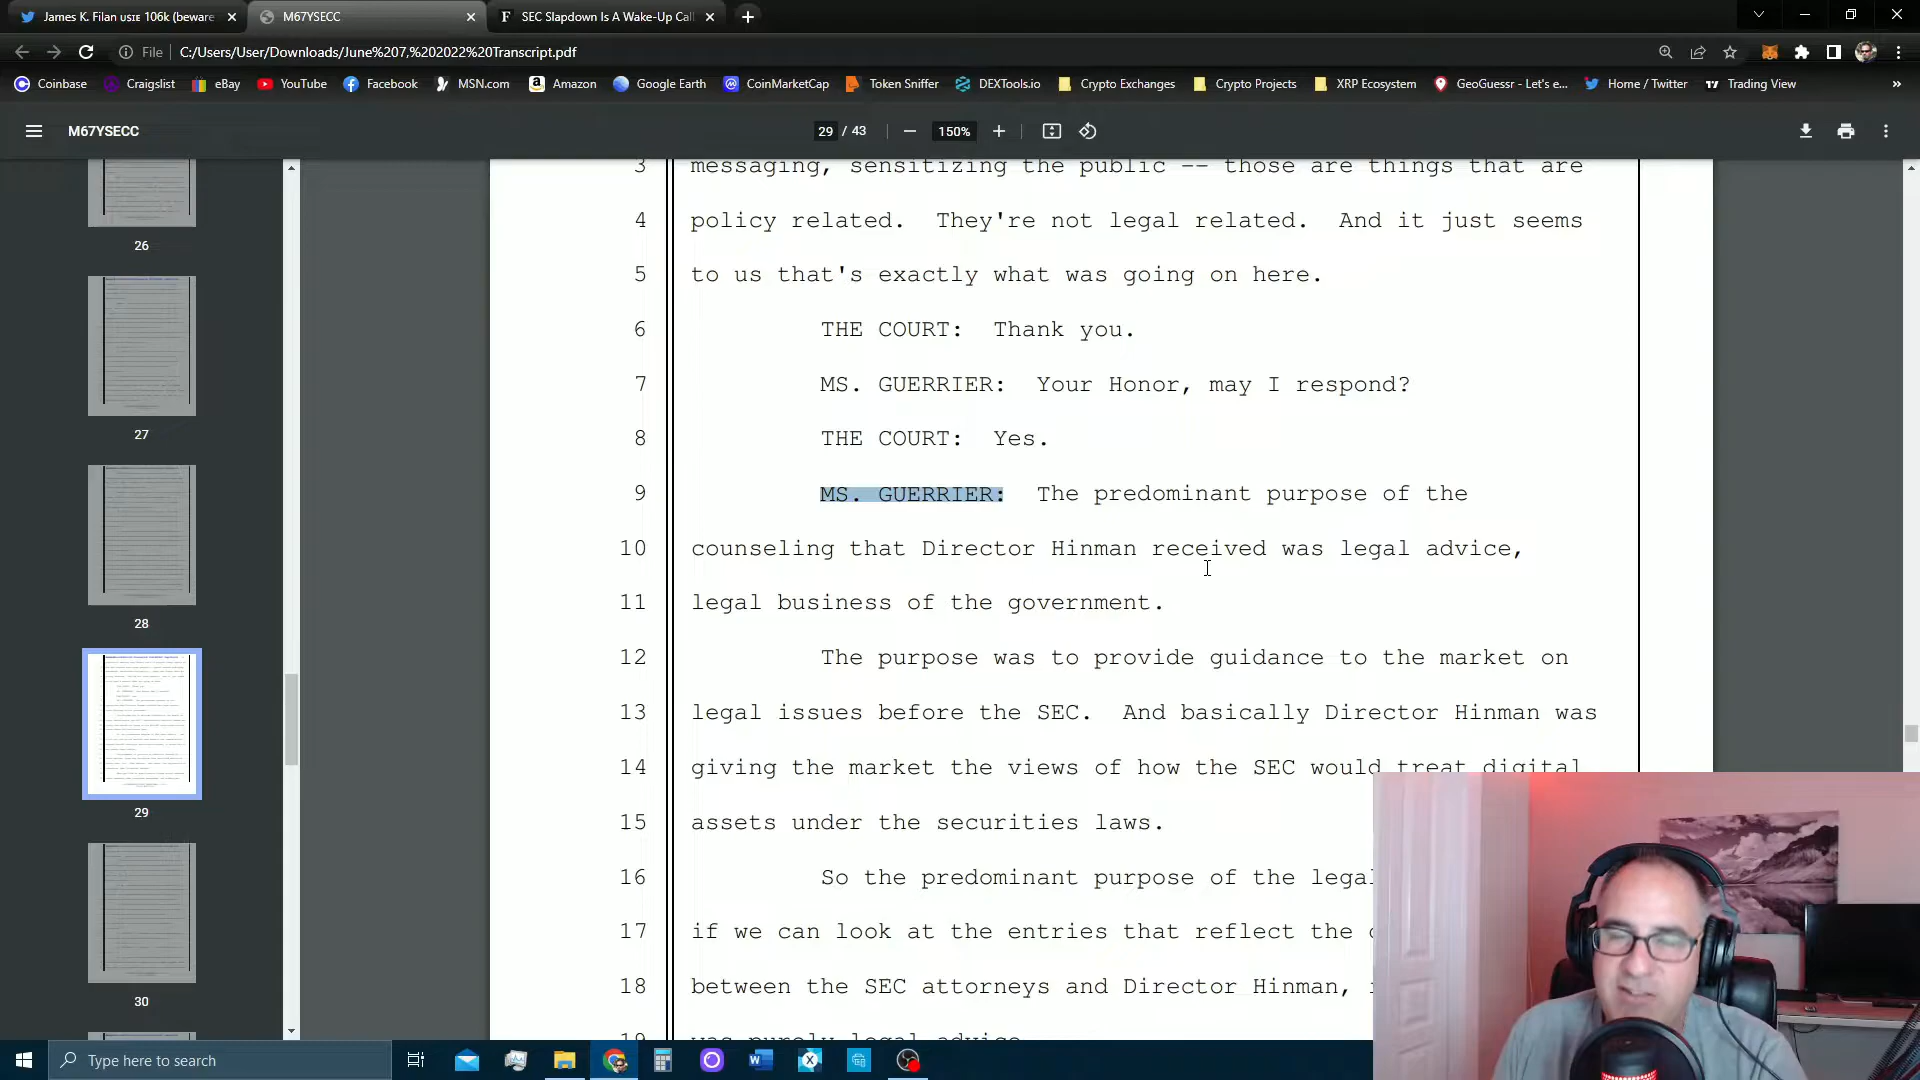 James K. Filan ᴜsɪᴇ 106k (beware
M67YSECC
SEC Slapdown Is A Wake-Up Cal
File
C:/Users/User/Downloads/June%207,%202022%20Transcript.pdf
Coinbase
Craigslist
eBay
YouTube
Facebook
MSN.com
Amazon
Google Earth
CoinMarketCap
Token Sniffer
DEXTools.io
Crypto Exchanges
Crypto Projects
XRP Ecosystem
GeoGuessr - Let's e...
Home / Twitter
Trading View
M67YSECC
29 / 43
150%
26
27
28
29
30
3 messaging, sensitizing the public -- those are things that are
4 policy related. They're not legal related. And it just seems
5 to us that's exactly what was going on here.
6 THE COURT: Thank you.
7 MS. GUERRIER: Your Honor, may I respond?
8 THE COURT: Yes.
9 MS. GUERRIER: The predominant purpose of the
10 counseling that Director Hinman received was legal advice,
11 legal business of the government.
12 The purpose was to provide guidance to the market on
13 legal issues before the SEC. And basically Director Hinman was
14 giving the market the views of how the SEC would treat digital
15 assets under the securities laws.
16 So the predominant purpose of the legal
17 if we can look at the entries that reflect the
18 between the SEC attorneys and Director Hinman,
19 was purely legal advice
Type here to search